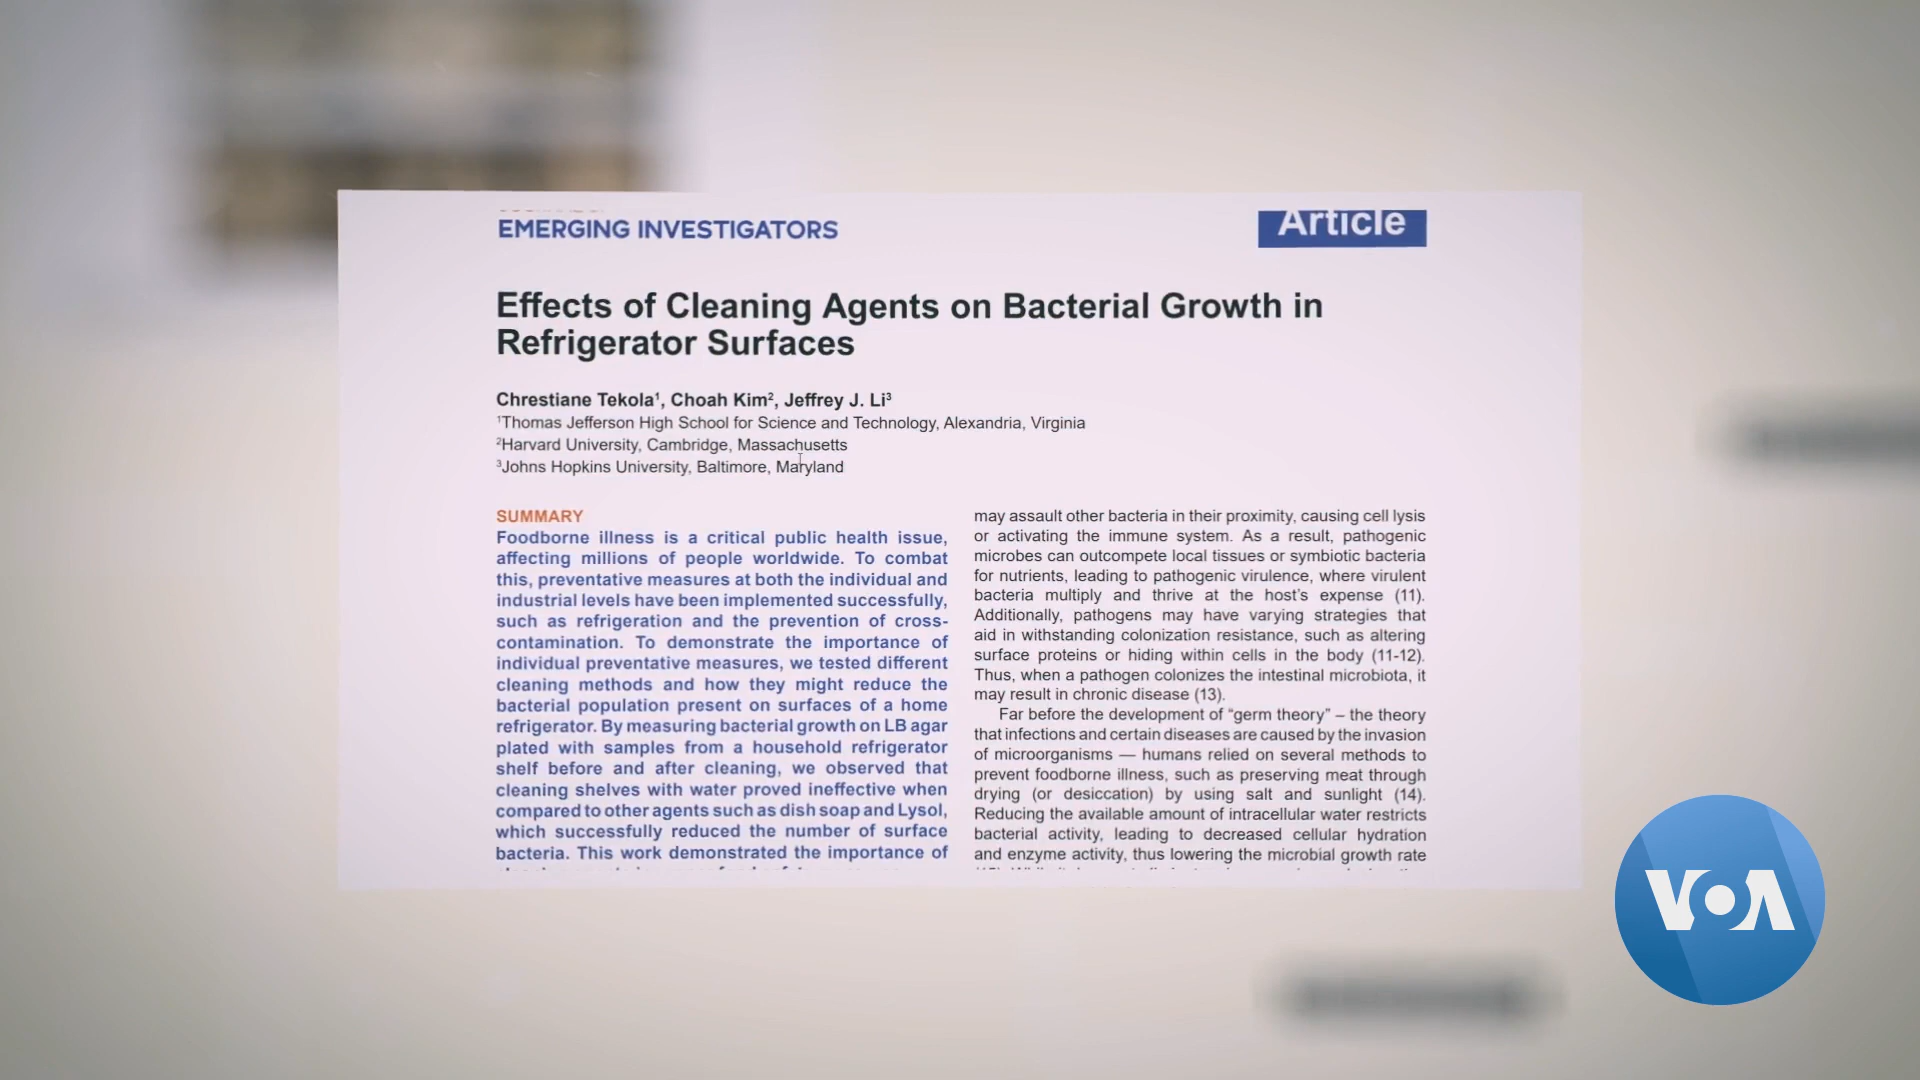 EMERGING INVESTIGATORS
Article
Effects of Cleaning Agents on Bacterial Growth in
Refrigerator Surfaces
Chrestiane Tekola¹, Choah Kim², Jeffrey J. Li³
¹Thomas Jefferson High School for Science and Technology, Alexandria, Virginia
²Harvard University, Cambridge, Massachusetts
³Johns Hopkins University, Baltimore, Maryland
SUMMARY
Foodborne illness is a critical public health issue,
affecting millions of people worldwide. To combat
this, preventative measures at both the individual and
industrial levels have been implemented successfully,
such as refrigeration and the prevention of cross-
contamination. To demonstrate the importance of
individual preventative measures, we tested different
cleaning methods and how they might reduce the
bacterial population present on surfaces of a home
refrigerator. By measuring bacterial growth on LB agar
plated with samples from a household refrigerator
shelf before and after cleaning, we observed that
cleaning shelves with water proved ineffective when
compared to other agents such as dish soap and Lysol,
which successfully reduced the number of surface
bacteria. This work demonstrated the importance of
may assault other bacteria in their proximity, causing cell lysis
or activating the immune system. As a result, pathogenic
microbes can outcompete local tissues or symbiotic bacteria
for nutrients, leading to pathogenic virulence, where virulent
bacteria multiply and thrive at the host's expense (11).
Additionally, pathogens may have varying strategies that
aid in withstanding colonization resistance, such as altering
surface proteins or hiding within cells in the body (11-12).
Thus, when a pathogen colonizes the intestinal microbiota, it
may result in chronic disease (13).
Far before the development of “germ theory” – the theory
that infections and certain diseases are caused by the invasion
of microorganisms — humans relied on several methods to
prevent foodborne illness, such as preserving meat through
drying (or desiccation) by using salt and sunlight (14).
Reducing the available amount of intracellular water restricts
bacterial activity, leading to decreased cellular hydration
and enzyme activity, thus lowering the microbial growth rate
VOA